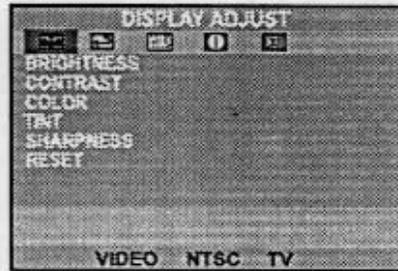 DISPLAY ADJUST
BRIGHTNESS
CONTRAST
COLOR
TINT
SHARPNESS
RESET
VIDEO NTSC TV